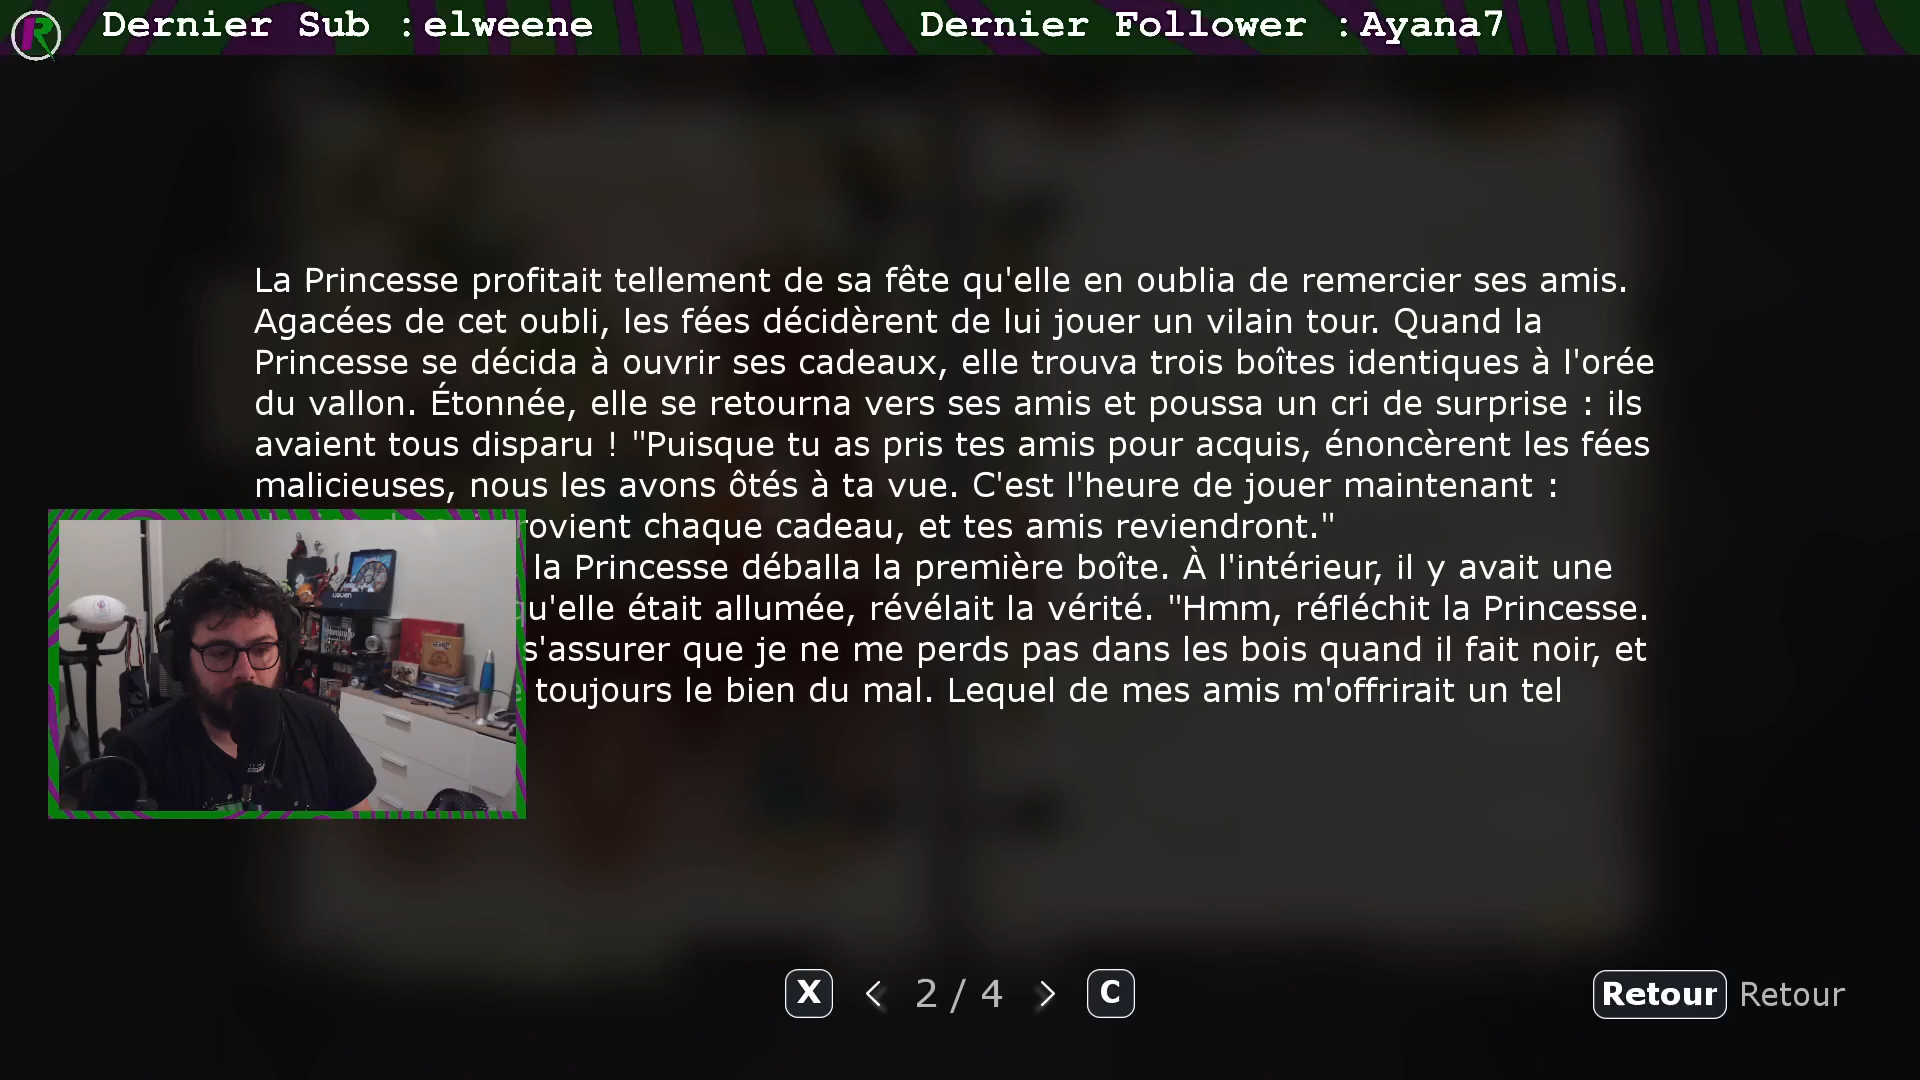 Dernier Sub : elweene
Dernier Follower : Ayana7
La Princesse profitait tellement de sa fête qu'elle en oublia de remercier ses amis.
Agacées de cet oubli, les fées décidèrent de lui jouer un vilain tour. Quand la
Princesse se décida à ouvrir ses cadeaux, elle trouva trois boîtes identiques à l'orée
du vallon. Étonnée, elle se retourna vers ses amis et poussa un cri de surprise : ils
avaient tous disparu ! "Puisque tu as pris tes amis pour acquis, énoncèrent les fées
malicieuses, nous les avons ôtés à ta vue. C'est l'heure de jouer maintenant :
chaque cadeau, et tes amis reviendront."
la Princesse déballa la première boîte. À l'intérieur, il y avait une
qu'elle était allumée, révélait la vérité. "Hmm, réfléchit la Princesse.
s'assurer que je ne me perds pas dans les bois quand il fait noir, et
toujours le bien du mal. Lequel de mes amis m'offrirait un tel
X < 2 / 4 > C
Retour Retour